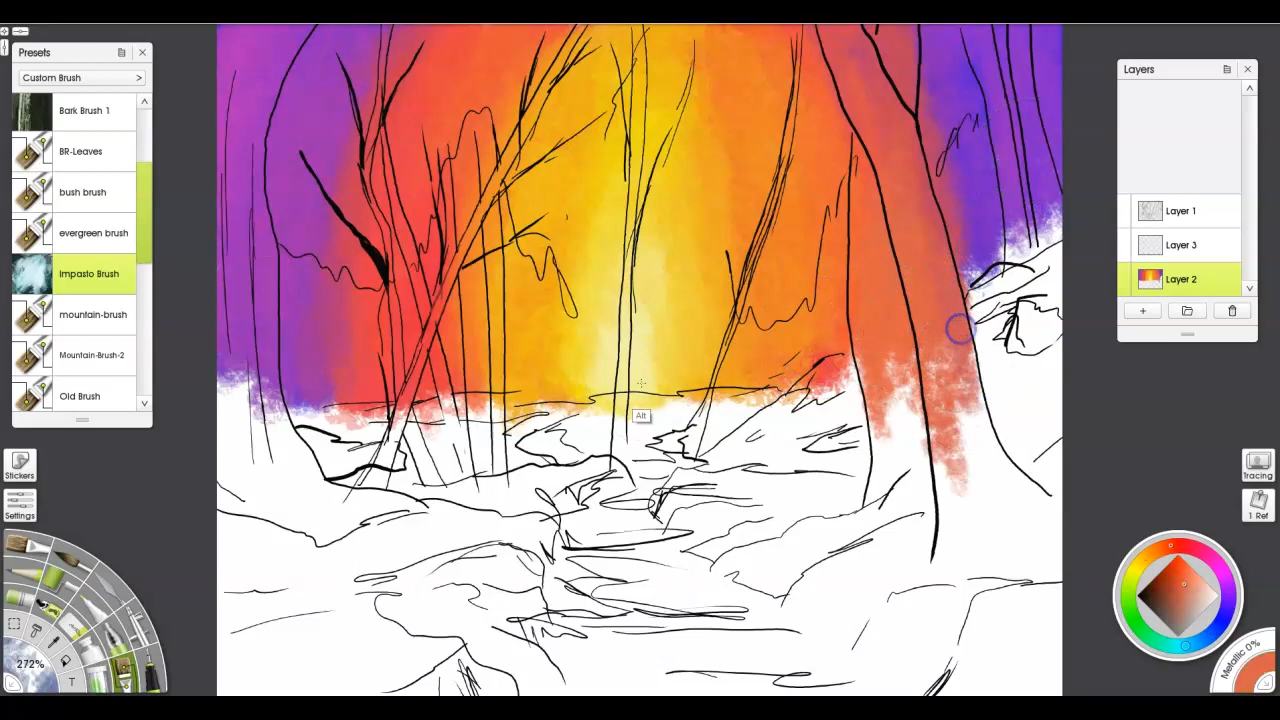 Presets
Custom Brush >
Bark Brush 1
BR-Leaves
bush brush
evergreen brush
Impasto Brush
mountain-brush
Mountain-Brush-2
Old Brush
Stickers
Settings
272%
T
Alt
Layers
Layer 1
Layer 3
Layer 2
Tracing
1 Ref
Metallic 0%